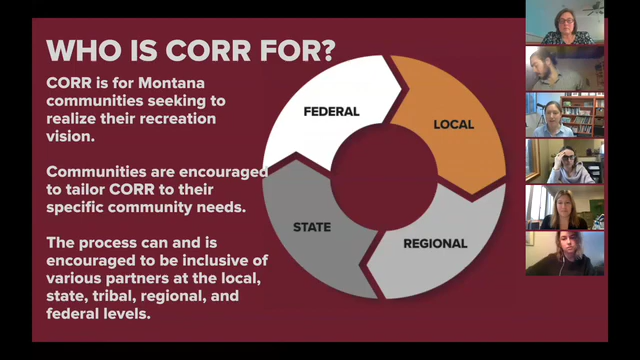 WHO IS CORR FOR?
CORR is for Montana
communities seeking to
realize their recreation
vision.
Communities are encouraged
to tailor CORR to their
specific community needs.
The process can and is
encouraged to be inclusive of
various partners at the local,
state, tribal, regional, and
federal levels.
FEDERAL
LOCAL
STATE
REGIONAL